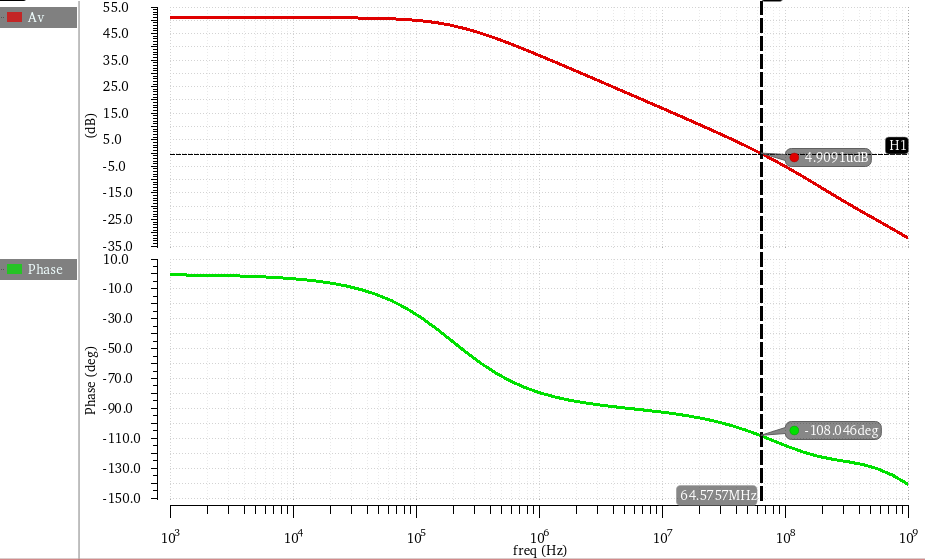 Av
55.0
45.0
35.0
25.0
15.0
5.0
-5.0
-15.0
-25.0
-35.0
(dB)
H1
4.9091udB
Phase
10.0
-10.0
-30.0
-50.0
-70.0
-90.0
-110.0
-130.0
-150.0
Phase (deg)
-108.046deg
64.5757MHz
10³ 10⁴ 10⁵ 10⁶ 10⁷ 10⁸ 10⁹
freq (Hz)